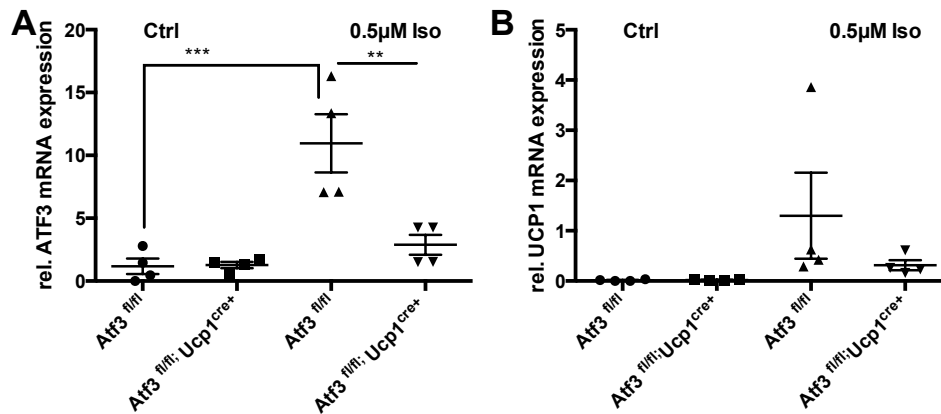 A
Ctrl
0.5µM Iso
***
**
rel. ATF3 mRNA expression
20
15
10
5
0
Atf3 fl/fl
Atf3 fl/fl; Ucp1cre+
Atf3 fl/fl
Atf3 fl/fl; Ucp1cre+
B
Ctrl
0.5µM Iso
rel. UCP1 mRNA expression
5
4
3
2
1
0
Atf3 fl/fl
Atf3 fl/fl;Ucp1cre+
Atf3 fl/fl
Atf3 fl/fl;Ucp1cre+